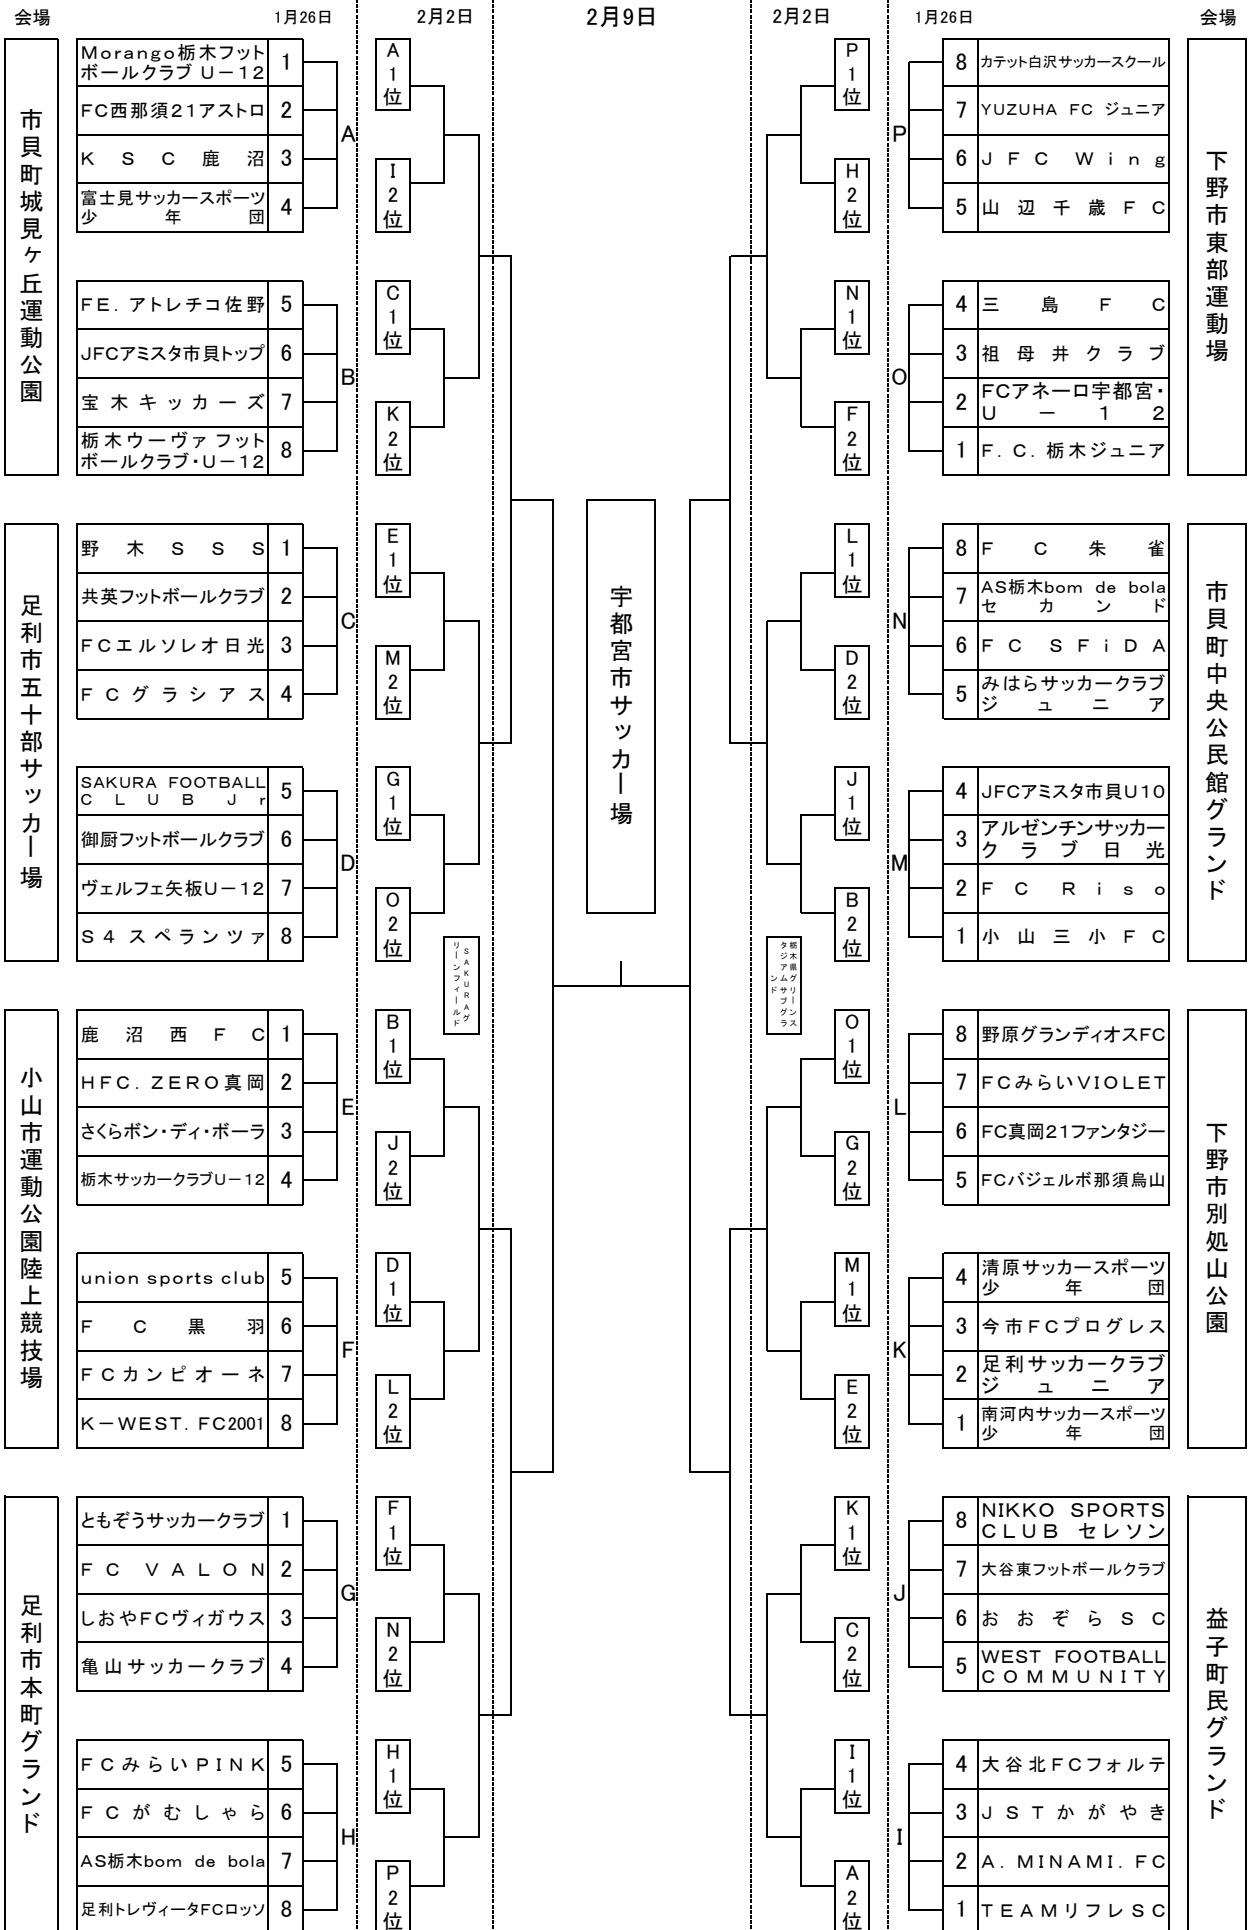 会場 1月26日 2月2日 2月9日 2月2日 1月26日 会場
市貝町城見ヶ丘運動公園
Morango栃木フット
ボールクラブ U-12
1
FC西那須21アストロ 2
KSC鹿沼 3
富士見サッカースポーツ
少年団
4
A
FE.アトレチコ佐野 5
JFCアミスタ市貝トップ 6
宝木キッカーズ 7
栃木ウーヴァ フット
ボールクラブ・U-12
8
B
足利市五十部サッカー場
野木SSS 1
共英フットボールクラブ 2
FCエルソレオ日光 3
FCグラシアス 4
C
SAKURA FOOTBALL
CLUB Jr
5
御厨フットボールクラブ 6
ヴェルフェ矢板U-12 7
S4 スペランツァ 8
D
小山市運動公園陸上競技場
鹿沼西FC 1
HFC.ZERO真岡 2
さくらボン・ディ・ボーラ 3
栃木サッカークラブU-12 4
E
union sports club 5
FC黒羽 6
FCカンピオーネ 7
K-WEST.FC2001 8
F
足利市本町グランド
ともぞうサッカークラブ 1
FC VALON 2
しおやFCヴィガウス 3
亀山サッカークラブ 4
G
FCみらいPINK 5
FCがむしゃら 6
AS栃木bom de bola 7
足利トレヴィータFCロッソ 8
H
A1位
I2位
C1位
K2位
E1位
M2位
G1位
O2位
SAKURAグ
リーンフィールド
B1位
J2位
D1位
L2位
F1位
N2位
H1位
P2位
宇都宮市サッカー場
P1位
H2位
N1位
F2位
L1位
D2位
J1位
B2位
栃木県グリーンス
タジアムサブグラ
ンド
O1位
G2位
M1位
E2位
K1位
C2位
I1位
A2位
P
8 カテット白沢サッカースクール
7 YUZUHA FC ジュニア
6 JFC Wing
5 山辺千歳FC
O
4 三島FC
3 祖母井クラブ
2
FCアネーロ宇都宮・
U-12
1 F.C.栃木ジュニア
下野市東部運動場
N
8 FC朱雀
7
AS栃木bom de bola
セカンド
6 FC SFiDA
5
みはらサッカークラブ
ジュニア
M
4 JFCアミスタ市貝U10
3
アルゼンチンサッカー
クラブ日光
2 FC Riso
1 小山三小FC
市貝町中央公民館グランド
L
8 野原グランディオスFC
7 FCみらいVIOLET
6 FC真岡21ファンタジー
5 FCバジェルボ那須烏山
K
4
清原サッカースポーツ
少年団
3 今市FCプログレス
2
足利サッカークラブ
ジュニア
1
南河内サッカースポーツ
少年団
下野市別処山公園
J
8
NIKKO SPORTS
CLUB セレソン
7 大谷東フットボールクラブ
6 おおぞらSC
5
WEST FOOTBALL
COMMUNITY
I
4 大谷北FCフォルテ
3 JSTかがやき
2 A.MINAMI.FC
1 TEAMリフレSC
益子町民グランド